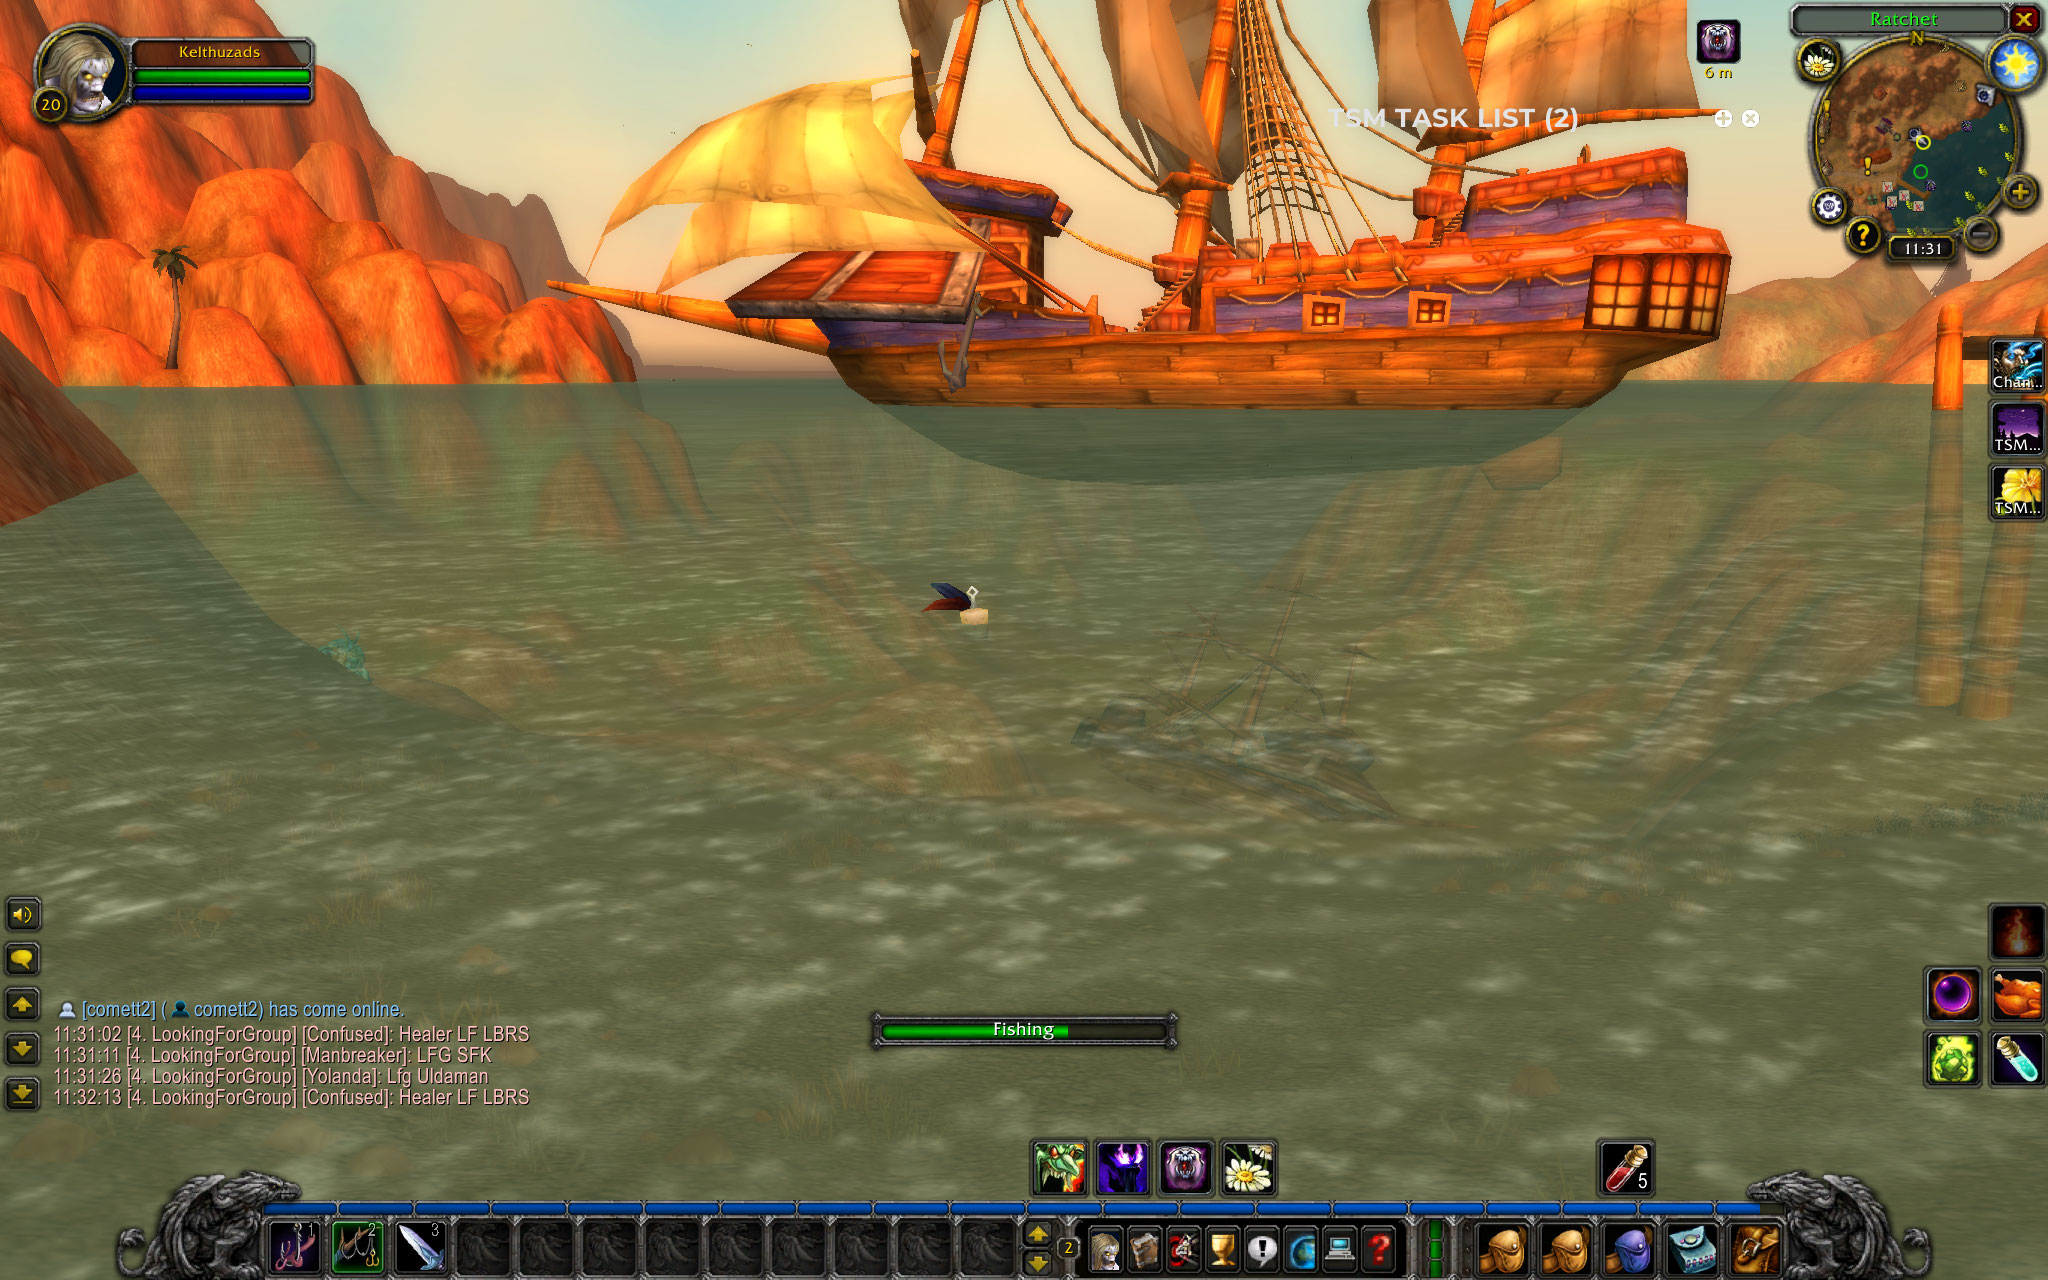 Kelthuzads
20
6 m
TSM TASK LIST (2)
Ratchet
N
11:31
Chan...
TSM...
TSM...
[comett2] ( comett2) has come online.
11:31:02 [4. LookingForGroup] [Confused]: Healer LF LBRS
11:31:11 [4. LookingForGroup] [Manbreaker]: LFG SFK
11:31:26 [4. LookingForGroup] [Yolanda]: Lfg Uldaman
11:32:13 [4. LookingForGroup] [Confused]: Healer LF LBRS
Fishing
5
1
2
3
2